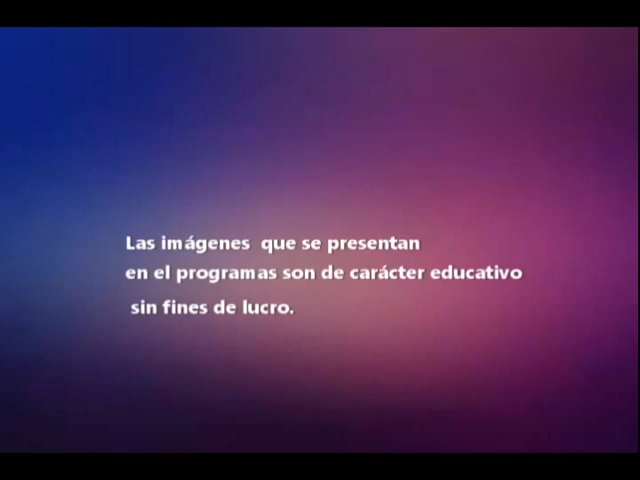 Las imágenes que se presentan
en el programas son de carácter educativo
sin fines de lucro.